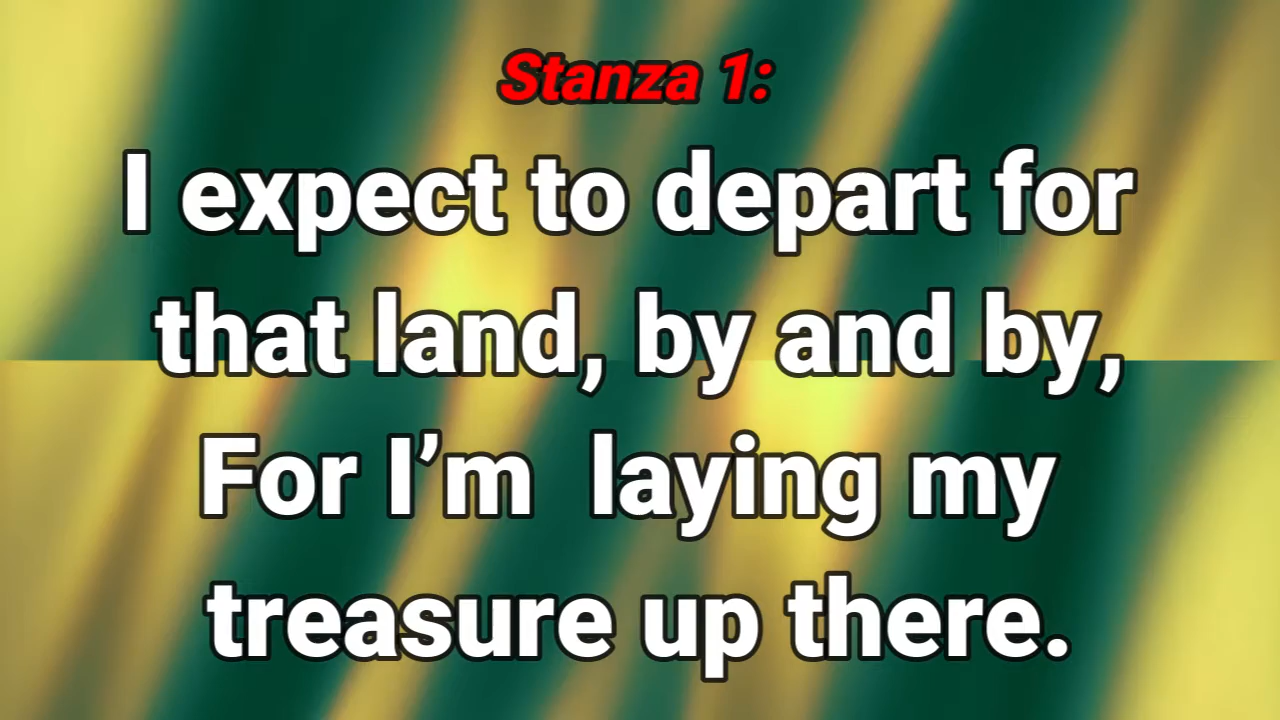 Stanza 1:
I expect to depart for
that land, by and by,
For I’m  laying my
treasure up there.